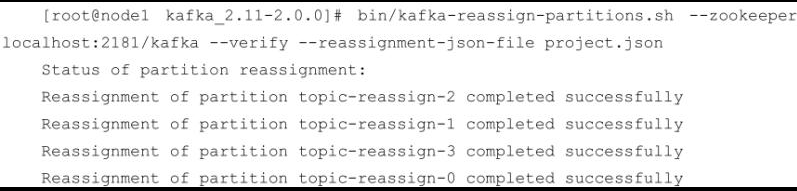 [root@node1 kafka_2.11-2.0.0]# bin/kafka-reassign-partitions.sh --zookeeper
localhost:2181/kafka --verify --reassignment-json-file project.json
Status of partition reassignment:
Reassignment of partition topic-reassign-2 completed successfully
Reassignment of partition topic-reassign-1 completed successfully
Reassignment of partition topic-reassign-3 completed successfully
Reassignment of partition topic-reassign-0 completed successfully